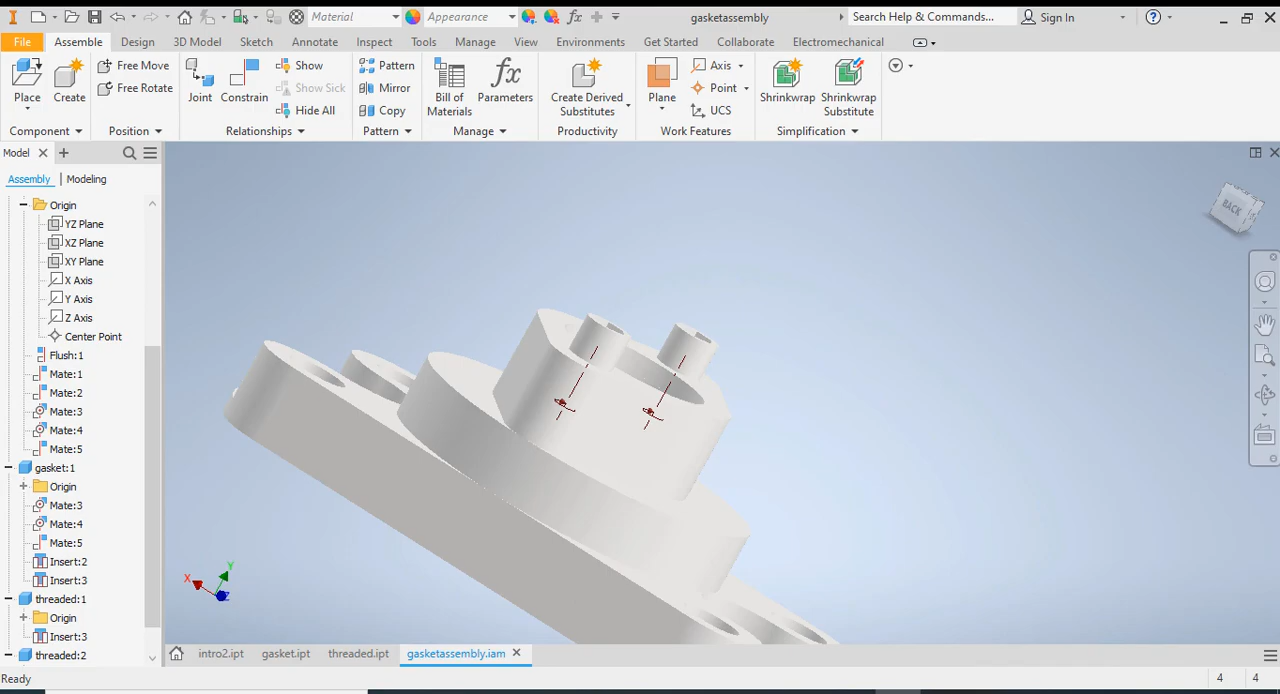 Material
Appearance
fx
gasketassembly
Search Help & Commands...
Sign In
File
Assemble
Design
3D Model
Sketch
Annotate
Inspect
Tools
Manage
View
Environments
Get Started
Collaborate
Electromechanical
Place
Create
Free Move
Free Rotate
Joint
Constrain
Show
Show Sick
Hide All
Pattern
Mirror
Copy
Bill of
Materials
fx
Parameters
Create Derived
Substitutes
Plane
Axis
Point
UCS
Shrinkwrap
Shrinkwrap
Substitute
Component
Position
Relationships
Pattern
Manage
Productivity
Work Features
Simplification
Model
Assembly
Modeling
Origin
YZ Plane
XZ Plane
XY Plane
X Axis
Y Axis
Z Axis
Center Point
Flush:1
Mate:1
Mate:2
Mate:3
Mate:4
Mate:5
gasket:1
Origin
Mate:3
Mate:4
Mate:5
Insert:2
Insert:3
threaded:1
Origin
Insert:3
threaded:2
BACK
X
Y
Z
intro2.ipt
gasket.ipt
threaded.ipt
gasketassembly.iam
Ready
4
4